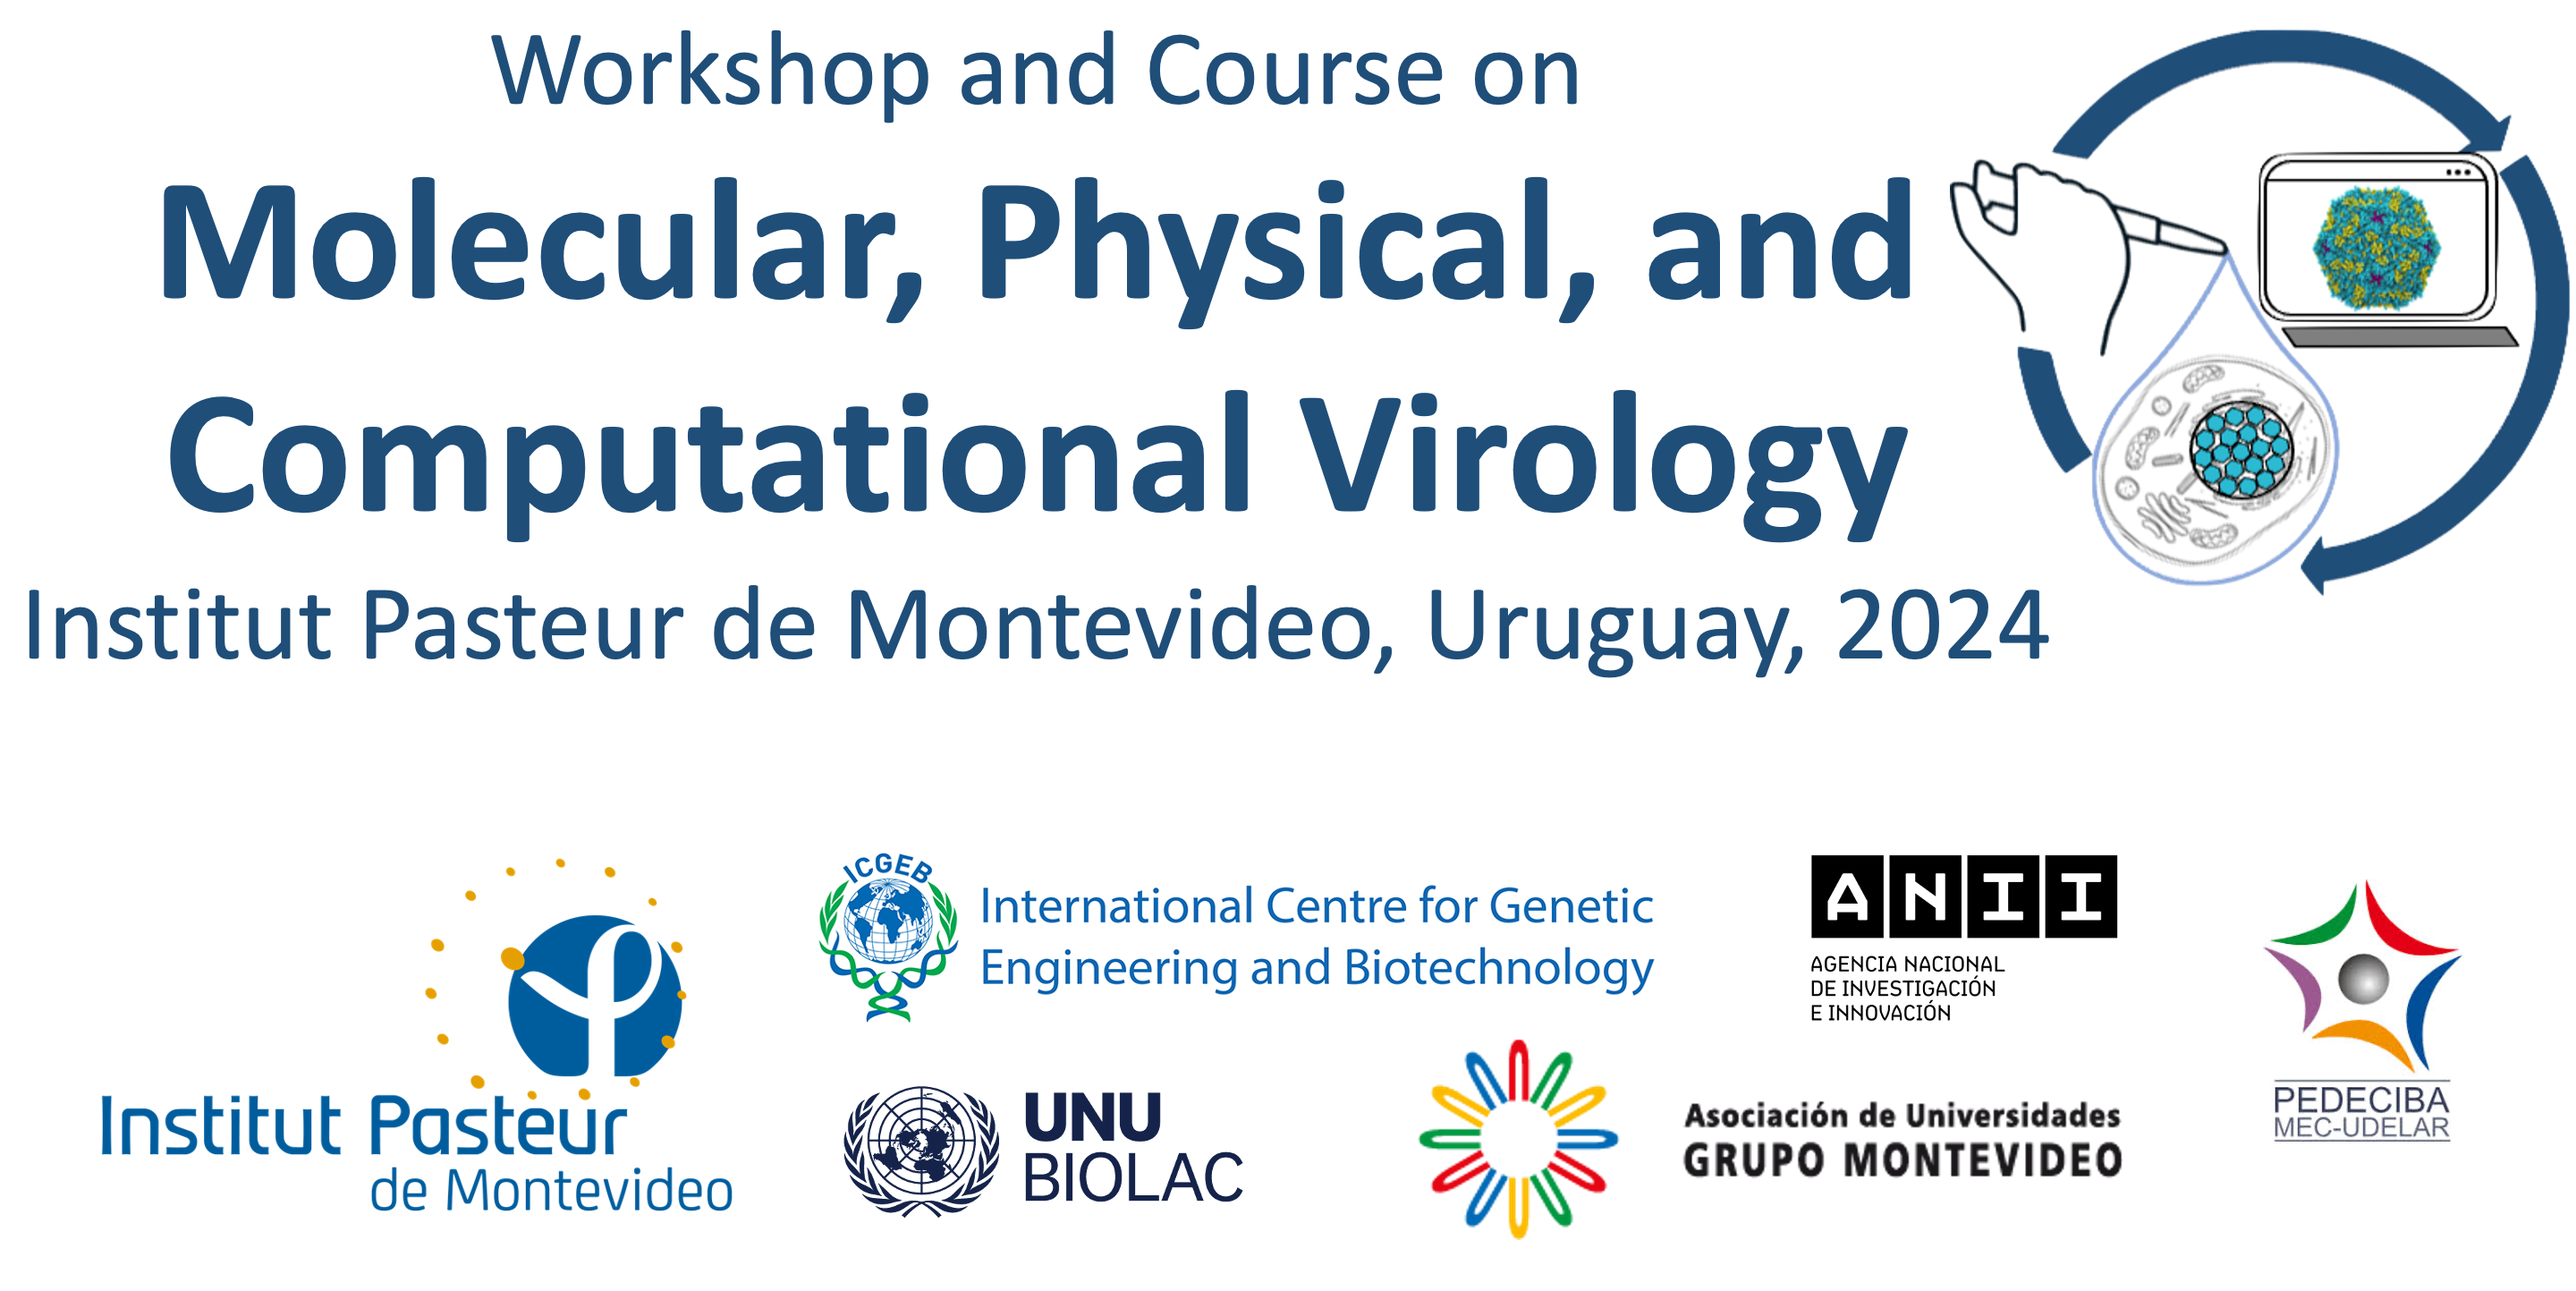 Workshop and Course on
Molecular, Physical, and
Computational Virology
Institut Pasteur de Montevideo, Uruguay, 2024
ICGEB
International Centre for Genetic
Engineering and Biotechnology
ANII
AGENCIA NACIONAL
DE INVESTIGACIÓN
E INNOVACIÓN
Institut Pasteur
de Montevideo
UNU
BIOLAC
Asociación de Universidades
GRUPO MONTEVIDEO
PEDECIBA
MEC-UDELAR